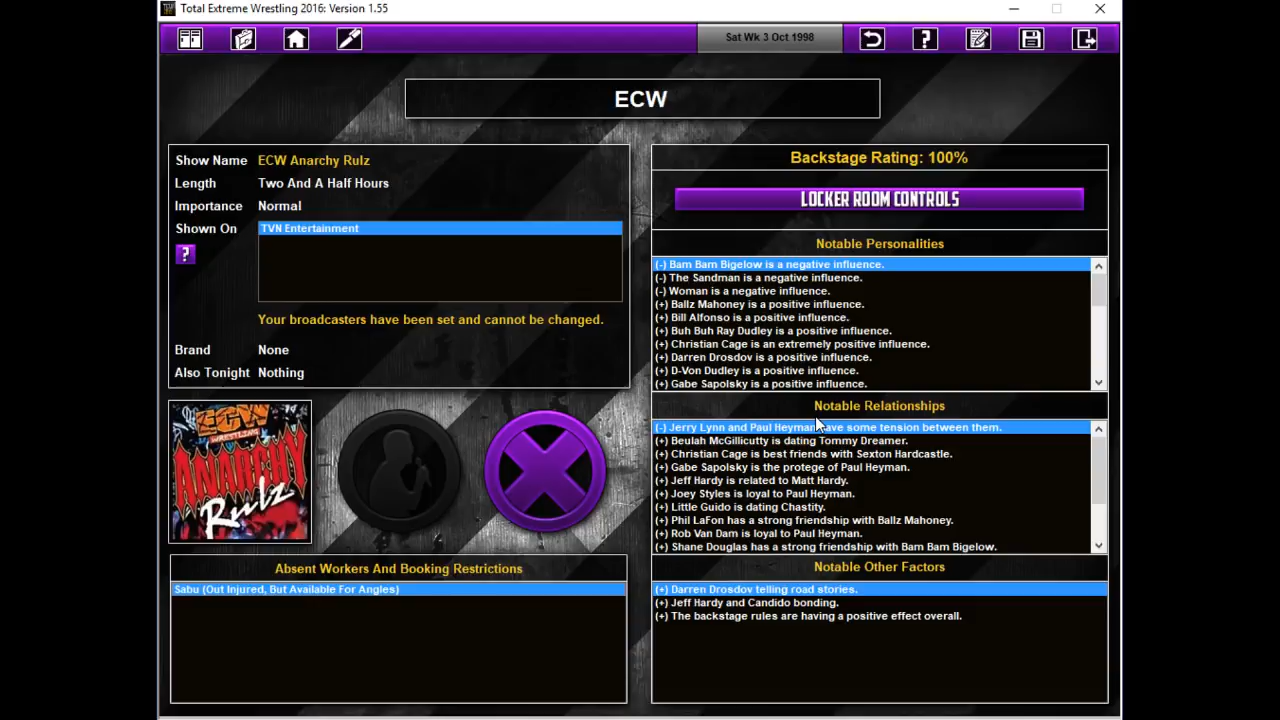 Total Extreme Wrestling 2016: Version 1.55
Sat Wk 3 Oct 1998
ECW
Show Name ECW Anarchy Rulz
Length Two And A Half Hours
Importance Normal
Shown On TVN Entertainment
?
Your broadcasters have been set and cannot be changed.
Brand None
Also Tonight Nothing
ECW
WRESTLING
ANARCHY
Rulz
Absent Workers And Booking Restrictions
Sabu (Out Injured, But Available For Angles)
Backstage Rating: 100%
LOCKER ROOM CONTROLS
Notable Personalities
(-) Bam Bam Bigelow is a negative influence.
(-) The Sandman is a negative influence.
(-) Woman is a negative influence.
(+) Ballz Mahoney is a positive influence.
(+) Bill Alfonso is a positive influence.
(+) Buh Buh Ray Dudley is a positive influence.
(+) Christian Cage is an extremely positive influence.
(+) Darren Drosdov is a positive influence.
(+) D-Von Dudley is a positive influence.
(+) Gabe Sapolsky is a positive influence.
Notable Relationships
(-) Jerry Lynn and Paul Heyman have some tension between them.
(+) Beulah McGillicutty is dating Tommy Dreamer.
(+) Christian Cage is best friends with Sexton Hardcastle.
(+) Gabe Sapolsky is the protege of Paul Heyman.
(+) Jeff Hardy is related to Matt Hardy.
(+) Joey Styles is loyal to Paul Heyman.
(+) Little Guido is dating Chastity.
(+) Phil LaFon has a strong friendship with Ballz Mahoney.
(+) Rob Van Dam is loyal to Paul Heyman.
(+) Shane Douglas has a strong friendship with Bam Bam Bigelow.
Notable Other Factors
(+) Darren Drosdov telling road stories.
(+) Jeff Hardy and Candido bonding.
(+) The backstage rules are having a positive effect overall.